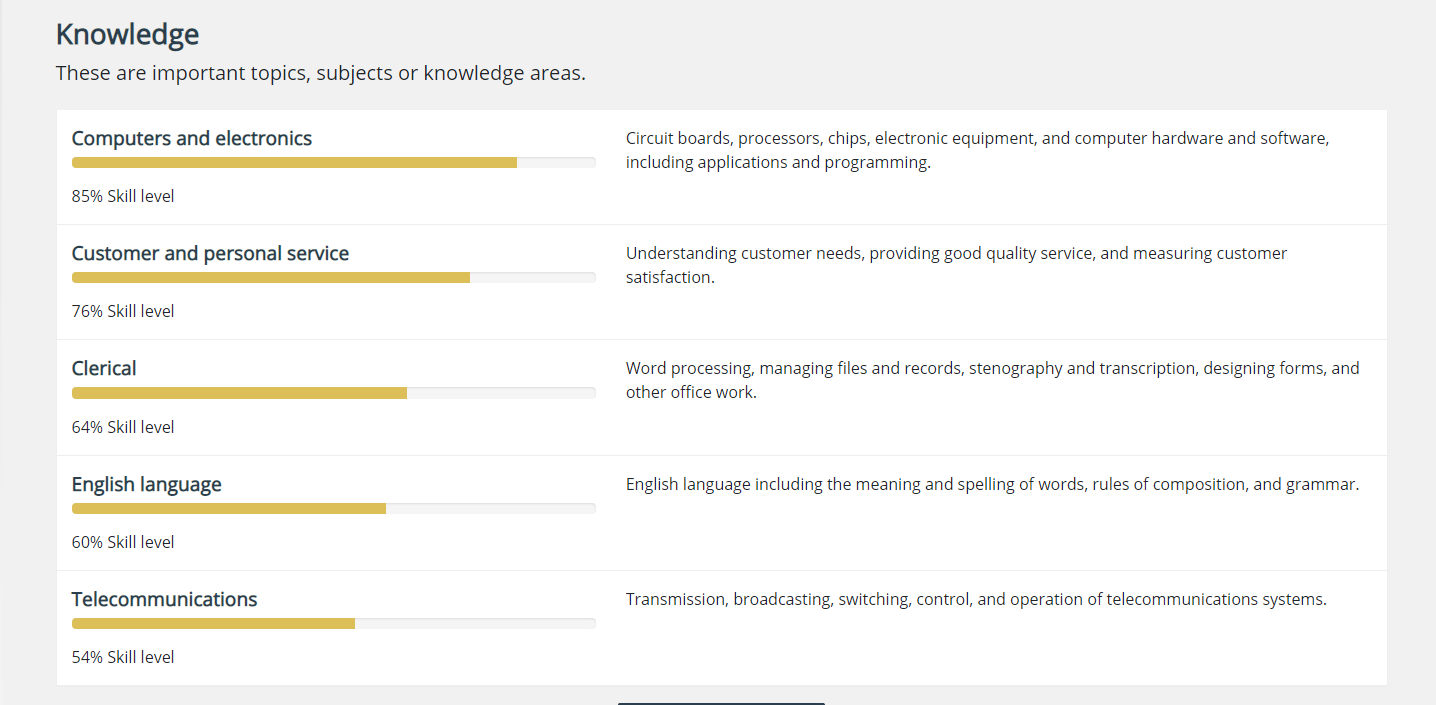 Knowledge
These are important topics, subjects or knowledge areas.
Computers and electronics
85% Skill level
Circuit boards, processors, chips, electronic equipment, and computer hardware and software,
including applications and programming.
Customer and personal service
76% Skill level
Understanding customer needs, providing good quality service, and measuring customer
satisfaction.
Clerical
64% Skill level
Word processing, managing files and records, stenography and transcription, designing forms, and
other office work.
English language
60% Skill level
English language including the meaning and spelling of words, rules of composition, and grammar.
Telecommunications
54% Skill level
Transmission, broadcasting, switching, control, and operation of telecommunications systems.